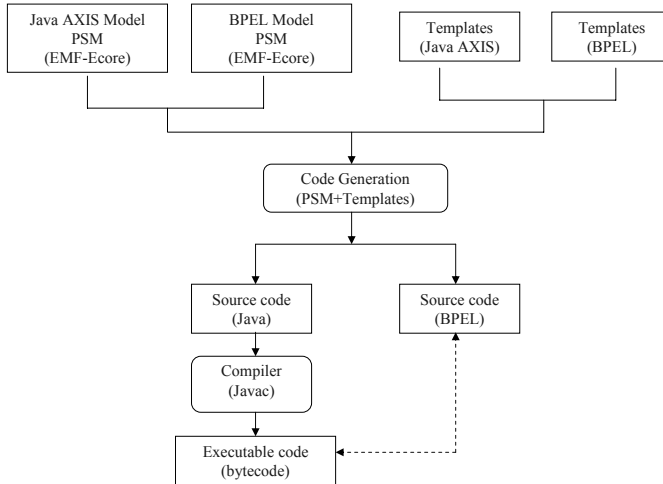 Java AXIS Model
PSM
(EMF-Ecore)
BPEL Model
PSM
(EMF-Ecore)
Templates
(Java AXIS)
Templates
(BPEL)
Code Generation
(PSM+Templates)
Source code
(Java)
Source code
(BPEL)
Compiler
(Javac)
Executable code
(bytecode)